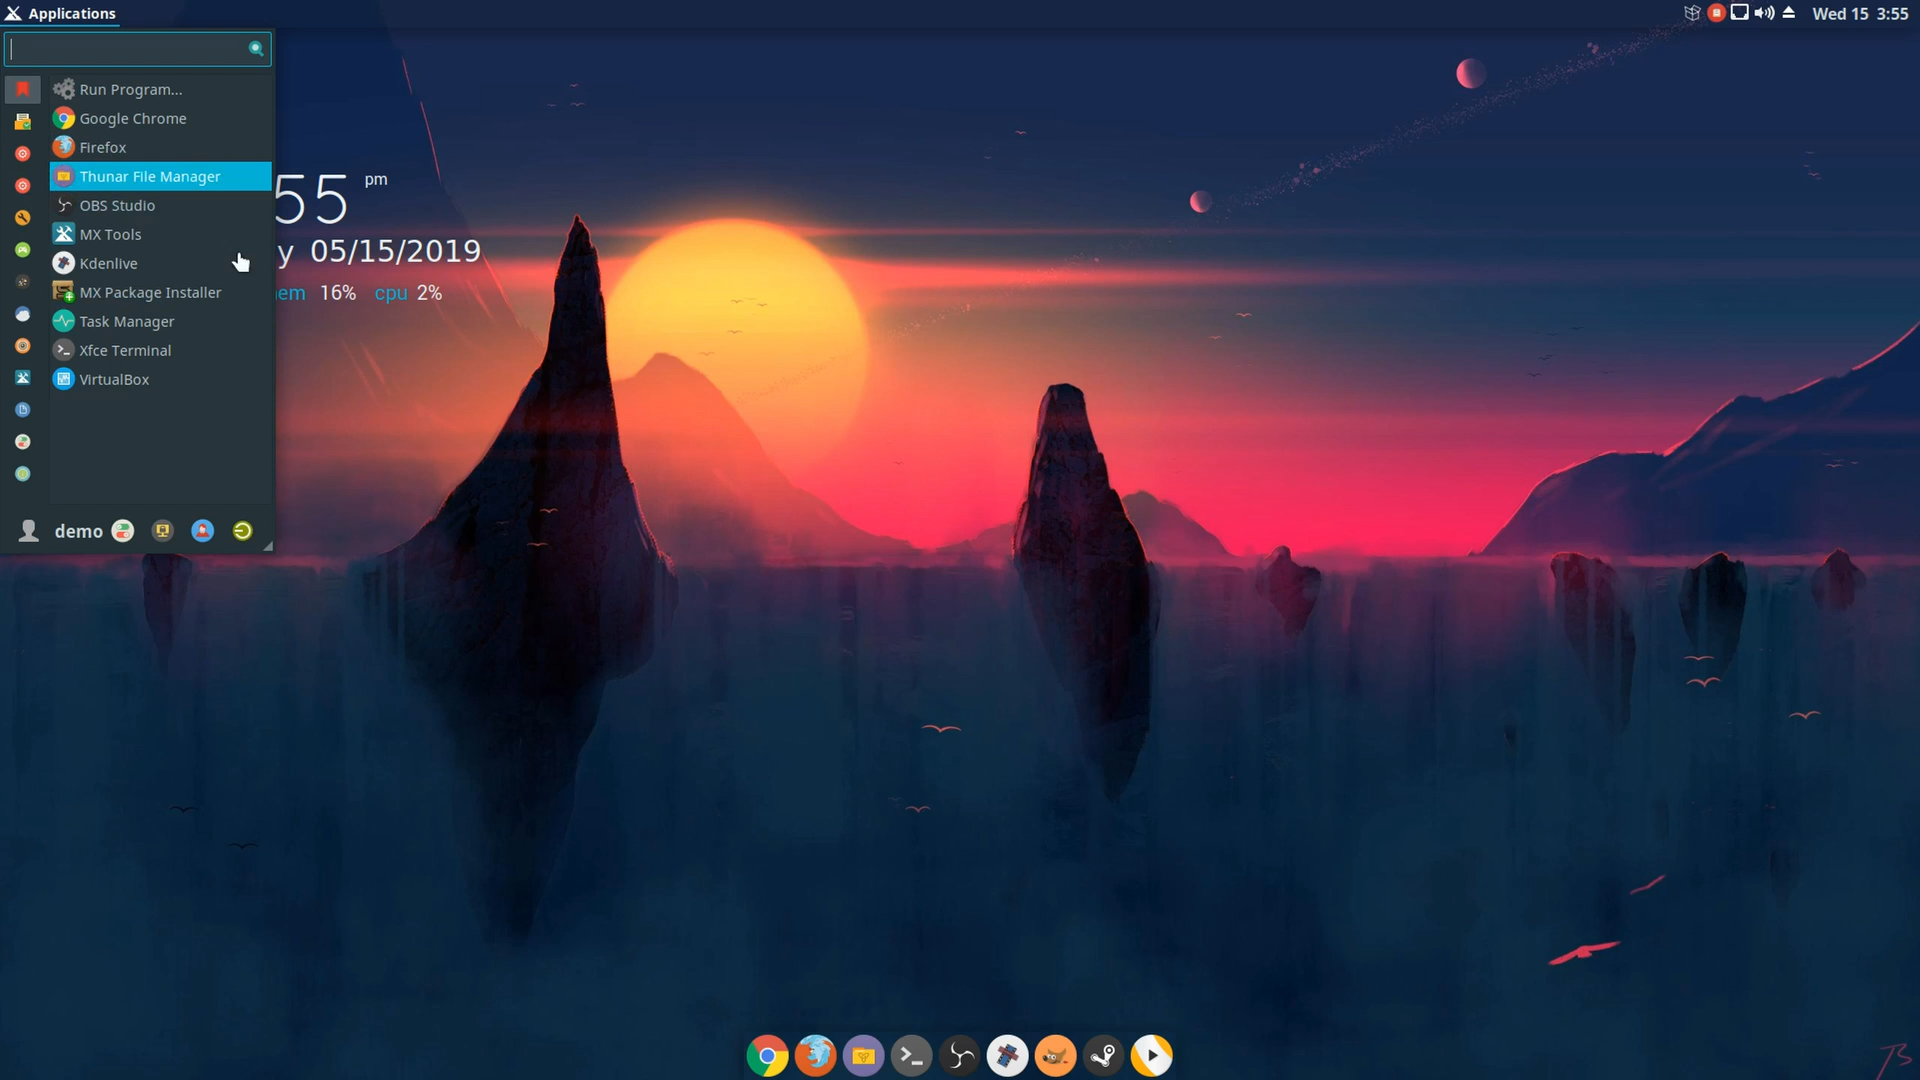 Applications
Wed 15 3:55
Run Program...
Google Chrome
Firefox
Thunar File Manager
OBS Studio
MX Tools
Kdenlive
MX Package Installer
Task Manager
Xfce Terminal
VirtualBox
demo
55 pm
y 05/15/2019
em 16% cpu 2%